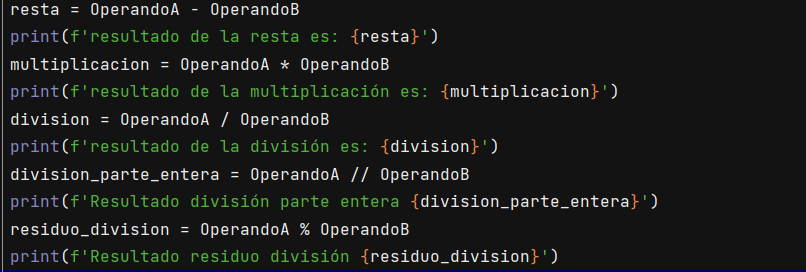 resta = OperandoA - OperandoB
print(f'resultado de la resta es: {resta}')
multiplicacion = OperandoA * OperandoB
print(f'resultado de la multiplicación es: {multiplicacion}')
division = OperandoA / OperandoB
print(f'resultado de la división es: {division}')
division_parte_entera = OperandoA // OperandoB
print(f'Resultado división parte entera {division_parte_entera}')
residuo_division = OperandoA % OperandoB
print(f'Resultado residuo división {residuo_division}')